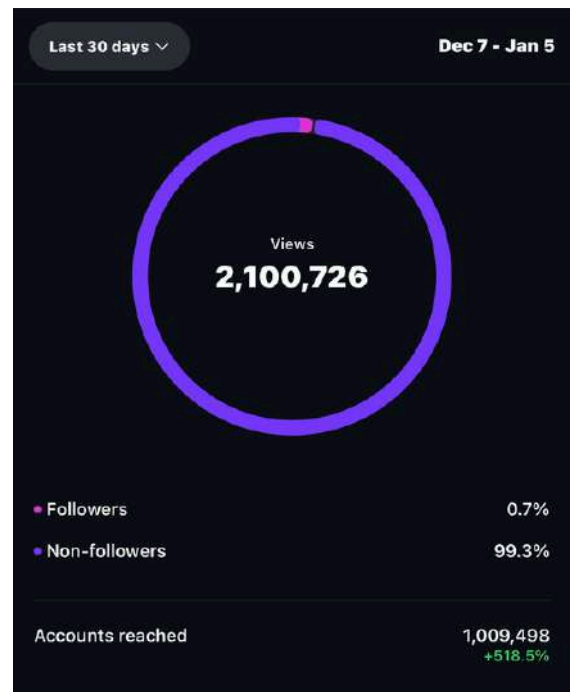 Last 30 days
Dec 7 - Jan 5
Views
2,100,726
Followers 0.7%
Non-followers 99.3%
Accounts reached 1,009,498
+518.5%